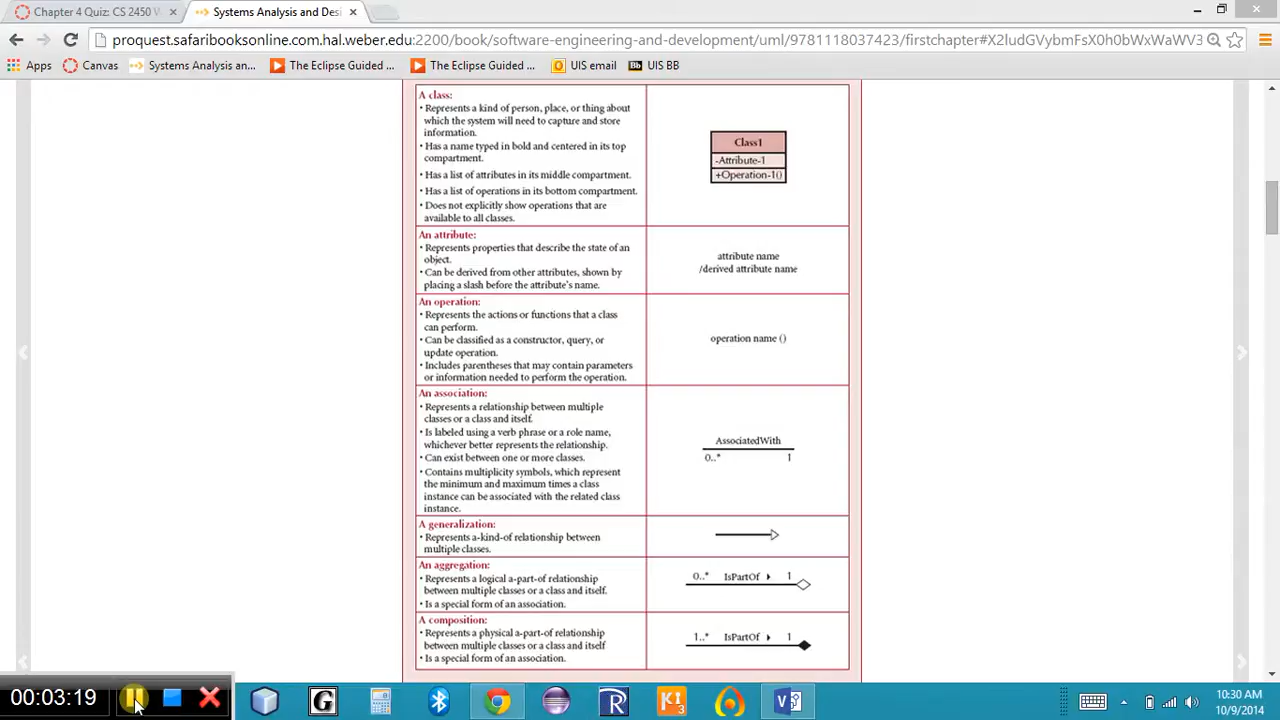 Chapter 4 Quiz: CS 2450 W
Systems Analysis and Desi
proquest.safaribooksonline.com.hal.weber.edu:2200/book/software-engineering-and-development/uml/9781118037423/firstchapter#X2ludGVybmFsX0h0bWxWaWV3
Apps
Canvas
Systems Analysis an...
The Eclipse Guided ...
The Eclipse Guided ...
UIS email
Bb
UIS BB
A class:
• Represents a kind of person, place, or thing about
which the system will need to capture and store
information.
• Has a name typed in bold and centered in its top
compartment.
• Has a list of attributes in its middle compartment.
• Has a list of operations in its bottom compartment.
• Does not explicitly show operations that are
available to all classes.
Class1
-Attribute-1
+Operation-1()
An attribute:
• Represents properties that describe the state of an
object.
• Can be derived from other attributes, shown by
placing a slash before the attribute's name.
attribute name
/derived attribute name
An operation:
• Represents the actions or functions that a class
can perform.
• Can be classified as a constructor, query, or
update operation.
• Includes parentheses that may contain parameters
or information needed to perform the operation.
operation name ()
An association:
• Represents a relationship between multiple
classes or a class and itself.
• Is labeled using a verb phrase or a role name,
whichever better represents the relationship.
• Can exist between one or more classes.
• Contains multiplicity symbols, which represent
the minimum and maximum times a class
instance can be associated with the related class
instance.
AssociatedWith
0..* 1
A generalization:
• Represents a-kind-of relationship between
multiple classes.
An aggregation:
• Represents a logical a-part-of relationship
between multiple classes or a class and itself.
• Is a special form of an association.
0..* IsPartOf 1
A composition:
• Represents a physical a-part-of relationship
between multiple classes or a class and itself
• Is a special form of an association.
1..* IsPartOf 1
00:03:19
10:30 AM
10/9/2014